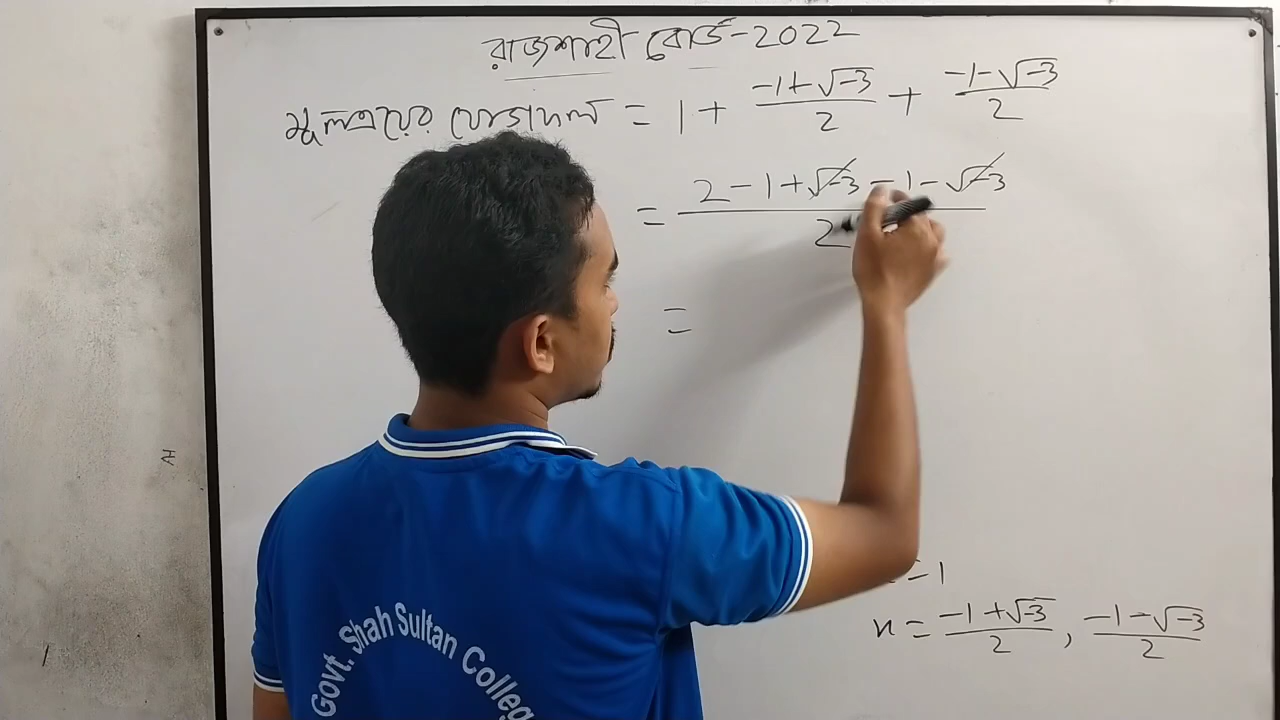 রাজশাহী বোর্ড-2022
মূলত্রয়ের যোগফল = 1 + (-1+√-3)/2 + (-1-√-3)/2
= (2-1+√-3-1-√-3)/2
=
= -1
x = (-1+√-3)/2 , (-1-√-3)/2
Govt. Shah Sultan College